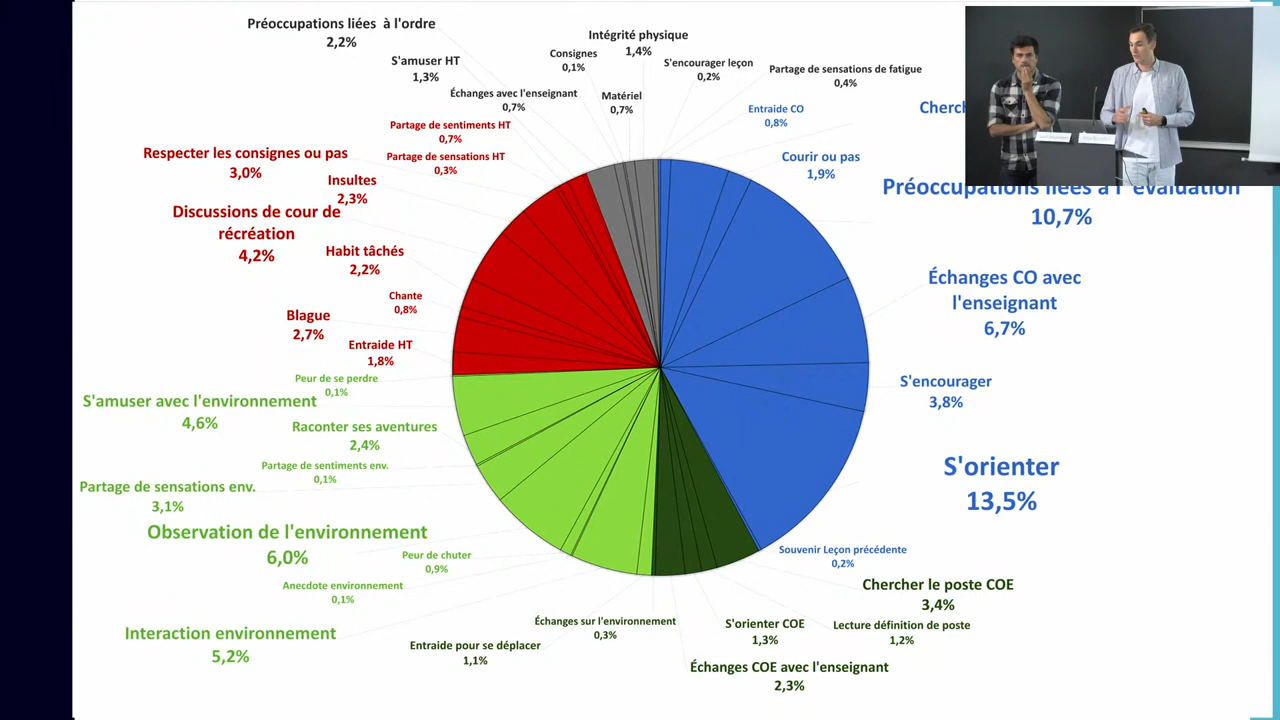 Préoccupations liées à l'ordre
2,2%
S'amuser HT
1,3%
Échanges avec l'enseignant
0,7%
Consignes
0,1%
Intégrité physique
1,4%
Matériel
0,7%
S'encourager leçon
0,2%
Partage de sensations de fatigue
0,4%
Entraide CO
0,8%
Courir ou pas
1,9%
Préoccupations liées à l'évaluation
10,7%
Échanges CO avec
l'enseignant
6,7%
S'encourager
3,8%
S'orienter
13,5%
Souvenir Leçon précédente
0,2%
Chercher le poste COE
3,4%
Lecture définition de poste
1,2%
S'orienter COE
1,3%
Échanges COE avec l'enseignant
2,3%
Échanges sur l'environnement
0,3%
Entraide pour se déplacer
1,1%
Partage de sentiments HT
0,7%
Partage de sensations HT
0,3%
Respecter les consignes ou pas
3,0%
Insultes
2,3%
Discussions de cour de
récréation
4,2%
Habit tâchés
2,2%
Chante
0,8%
Blague
2,7%
Entraide HT
1,8%
Peur de se perdre
0,1%
S'amuser avec l'environnement
4,6%
Raconter ses aventures
2,4%
Partage de sentiments env.
0,1%
Partage de sensations env.
3,1%
Observation de l'environnement
6,0%
Peur de chuter
0,9%
Anecdote environnement
0,1%
Interaction environnement
5,2%